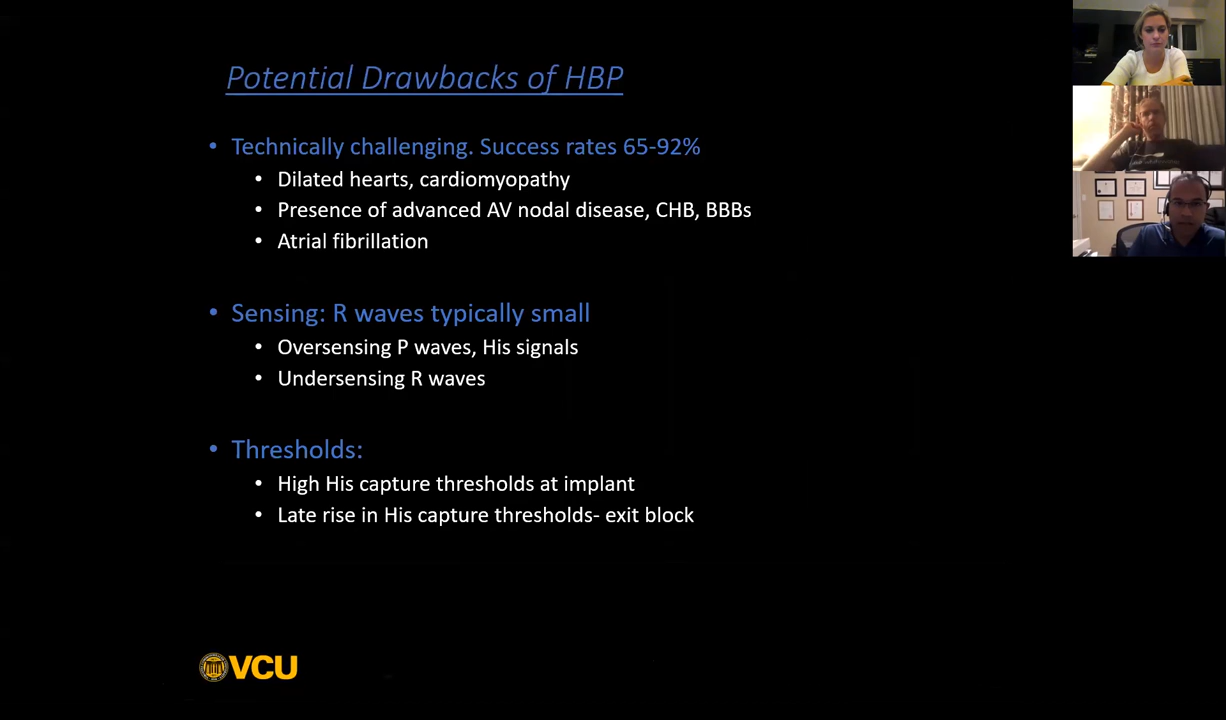 Potential Drawbacks of HBP
• Technically challenging. Success rates 65-92%
• Dilated hearts, cardiomyopathy
• Presence of advanced AV nodal disease, CHB, BBBs
• Atrial fibrillation
• Sensing: R waves typically small
• Oversensing P waves, His signals
• Undersensing R waves
• Thresholds:
• High His capture thresholds at implant
• Late rise in His capture thresholds- exit block
VCU